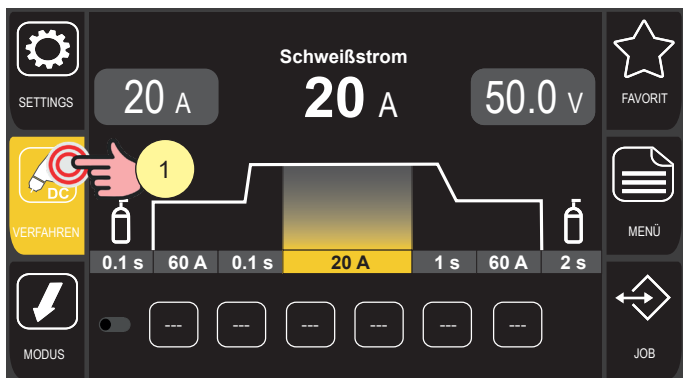 SETTINGS
Schweißstrom
20 A
20 A
50.0 V
FAVORIT
1
DC
VERFAHREN
MENÜ
0.1 s 60 A 0.1 s 20 A 1 s 60 A 2 s
--- --- --- --- --- ---
MODUS
JOB